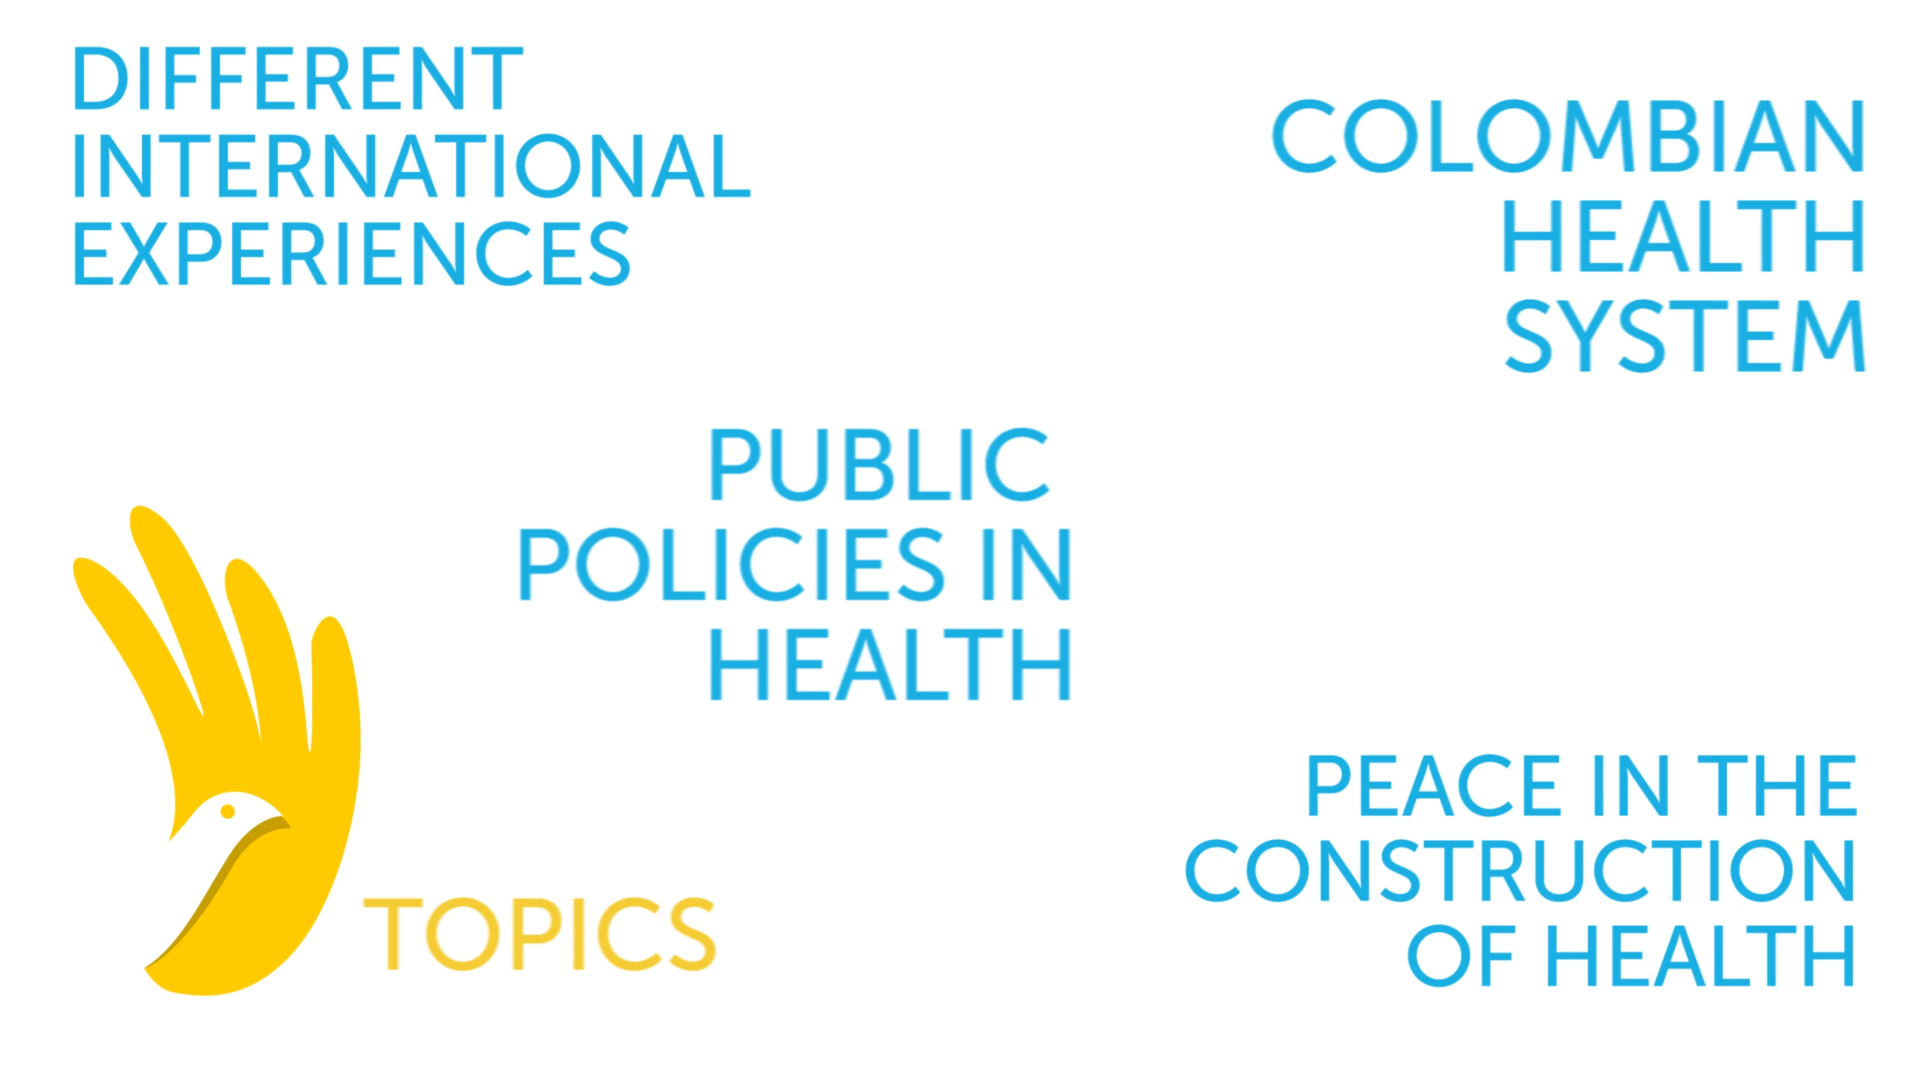 DIFFERENT
INTERNATIONAL
EXPERIENCES
COLOMBIAN
HEALTH
SYSTEM
PUBLIC
POLICIES IN
HEALTH
TOPICS
PEACE IN THE
CONSTRUCTION
OF HEALTH